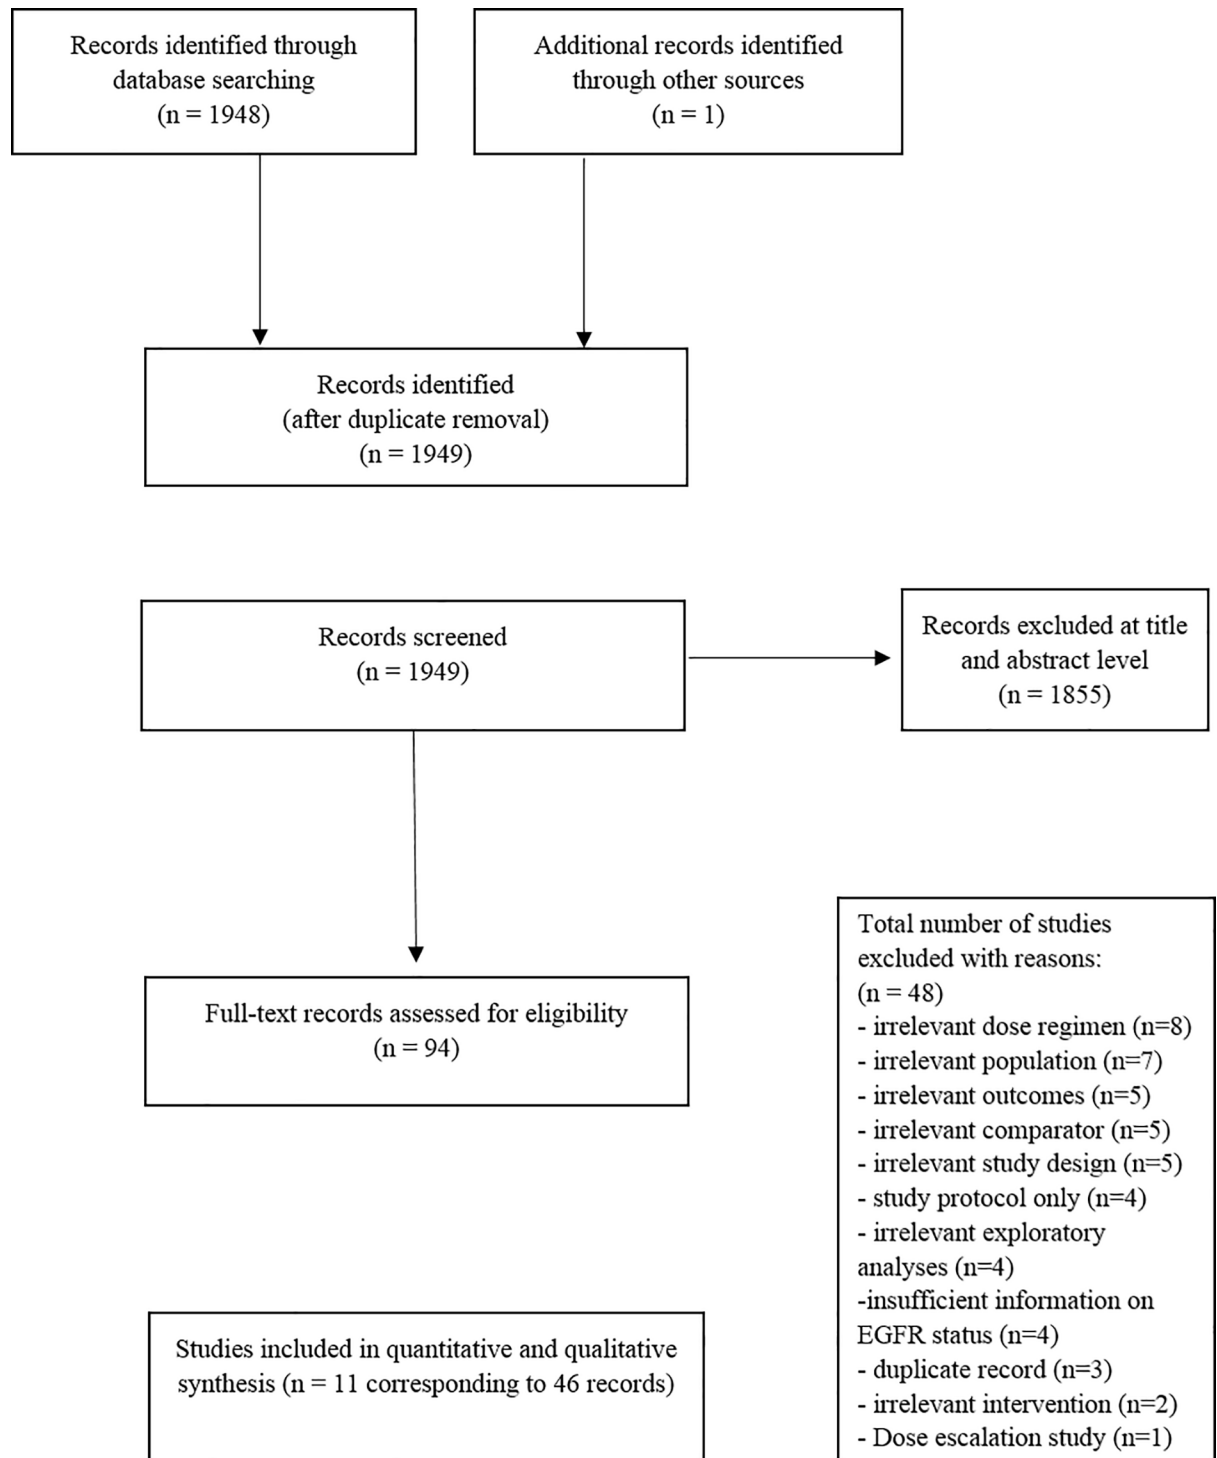 Records identified through
database searching
(n = 1948)
Additional records identified
through other sources
(n = 1)
Records identified
(after duplicate removal)
(n = 1949)
Records screened
(n = 1949)
Records excluded at title
and abstract level
(n = 1855)
Full-text records assessed for eligibility
(n = 94)
Total number of studies
excluded with reasons:
(n = 48)
- irrelevant dose regimen (n=8)
- irrelevant population (n=7)
- irrelevant outcomes (n=5)
- irrelevant comparator (n=5)
- irrelevant study design (n=5)
- study protocol only (n=4)
- irrelevant exploratory
analyses (n=4)
-insufficient information on
EGFR status (n=4)
- duplicate record (n=3)
- irrelevant intervention (n=2)
- Dose escalation study (n=1)
Studies included in quantitative and qualitative
synthesis (n = 11 corresponding to 46 records)